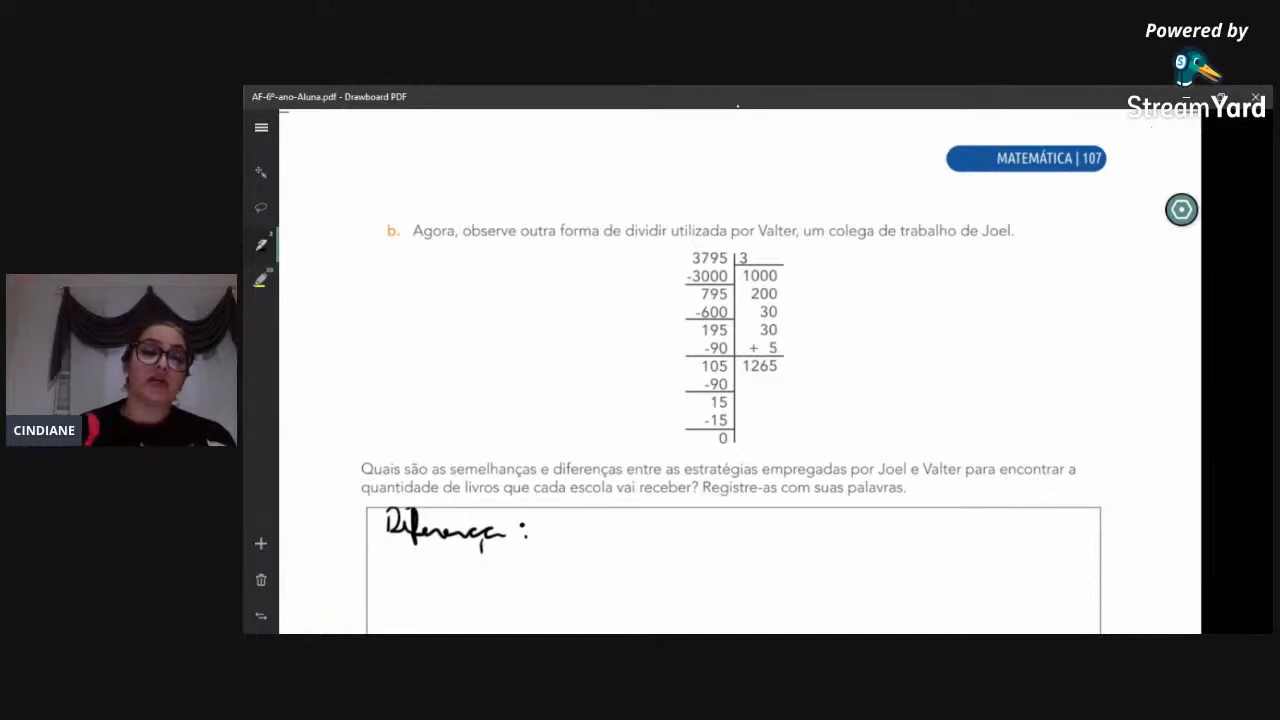 Powered by
StreamYard
AF-6º-ano-Aluna.pdf - Drawboard PDF
MATEMÁTICA | 107
b. Agora, observe outra forma de dividir utilizada por Valter, um colega de trabalho de Joel.
3795 3
-3000 1000
795 200
-600 30
195 30
-90 + 5
105 1265
-90
15
-15
0
Quais são as semelhanças e diferenças entre as estratégias empregadas por Joel e Valter para encontrar a
quantidade de livros que cada escola vai receber? Registre-as com suas palavras.
Diferença :
CINDIANE